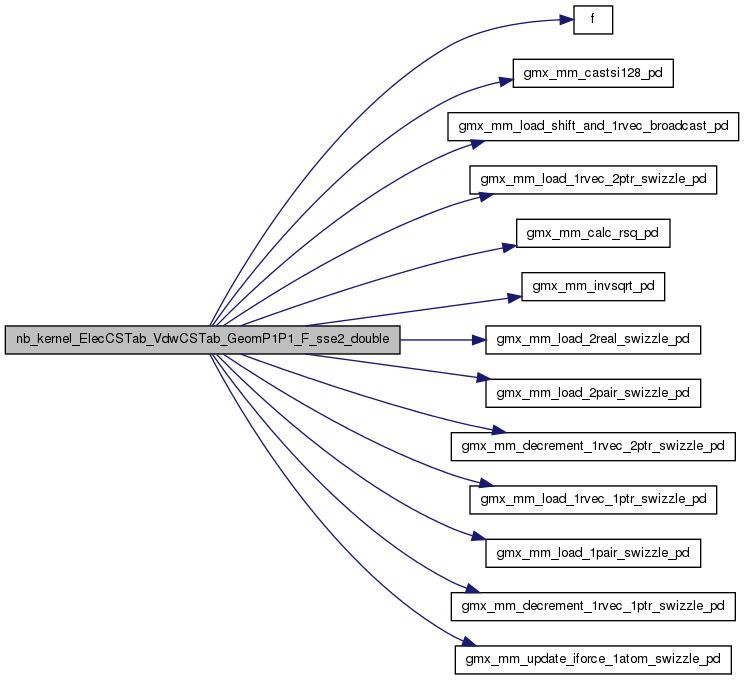 f
gmx_mm_castsi128_pd
gmx_mm_load_shift_and_1rvec_broadcast_pd
gmx_mm_load_1rvec_2ptr_swizzle_pd
gmx_mm_calc_rsq_pd
gmx_mm_invsqrt_pd
nb_kernel_ElecCSTab_VdwCSTab_GeomP1P1_F_sse2_double
gmx_mm_load_2real_swizzle_pd
gmx_mm_load_2pair_swizzle_pd
gmx_mm_decrement_1rvec_2ptr_swizzle_pd
gmx_mm_load_1rvec_1ptr_swizzle_pd
gmx_mm_load_1pair_swizzle_pd
gmx_mm_decrement_1rvec_1ptr_swizzle_pd
gmx_mm_update_iforce_1atom_swizzle_pd